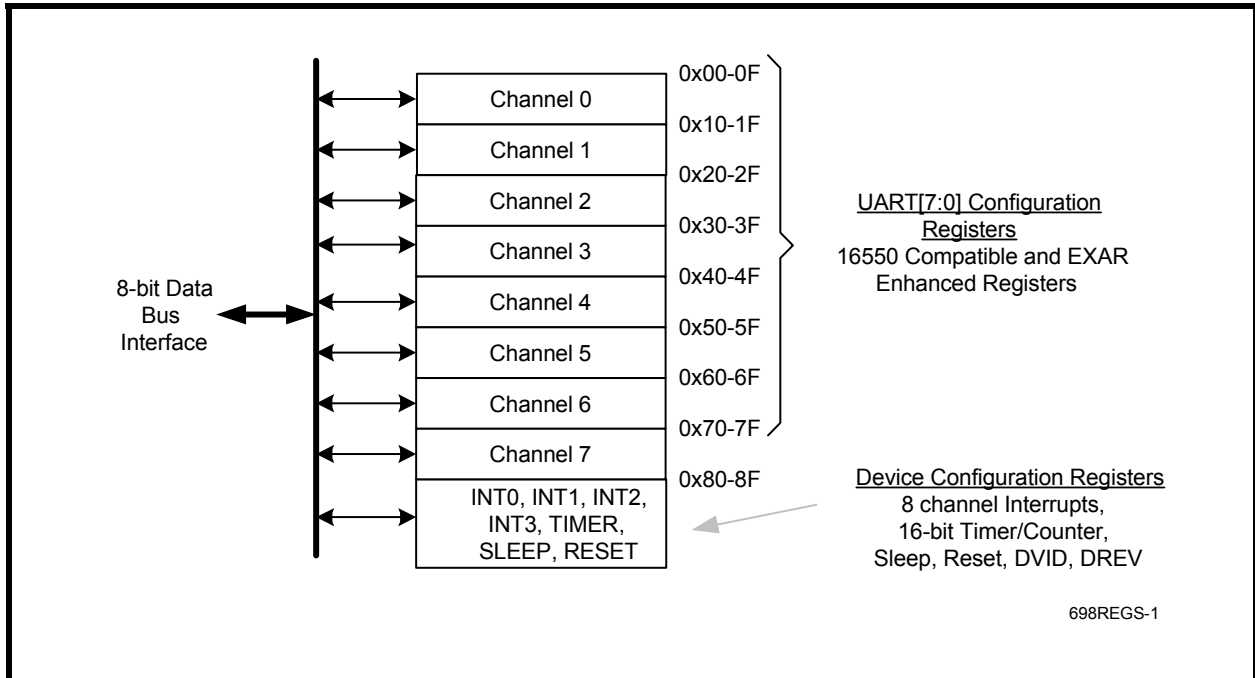 8-bit Data
Bus
Interface
0x00-0F
Channel 0
0x10-1F
Channel 1
0x20-2F
Channel 2
0x30-3F
Channel 3
0x40-4F
Channel 4
0x50-5F
Channel 5
0x60-6F
Channel 6
0x70-7F
Channel 7
0x80-8F
INT0, INT1, INT2,
INT3, TIMER,
SLEEP, RESET
UART[7:0] Configuration
Registers
16550 Compatible and EXAR
Enhanced Registers
Device Configuration Registers
8 channel Interrupts,
16-bit Timer/Counter,
Sleep, Reset, DVID, DREV
698REGS-1